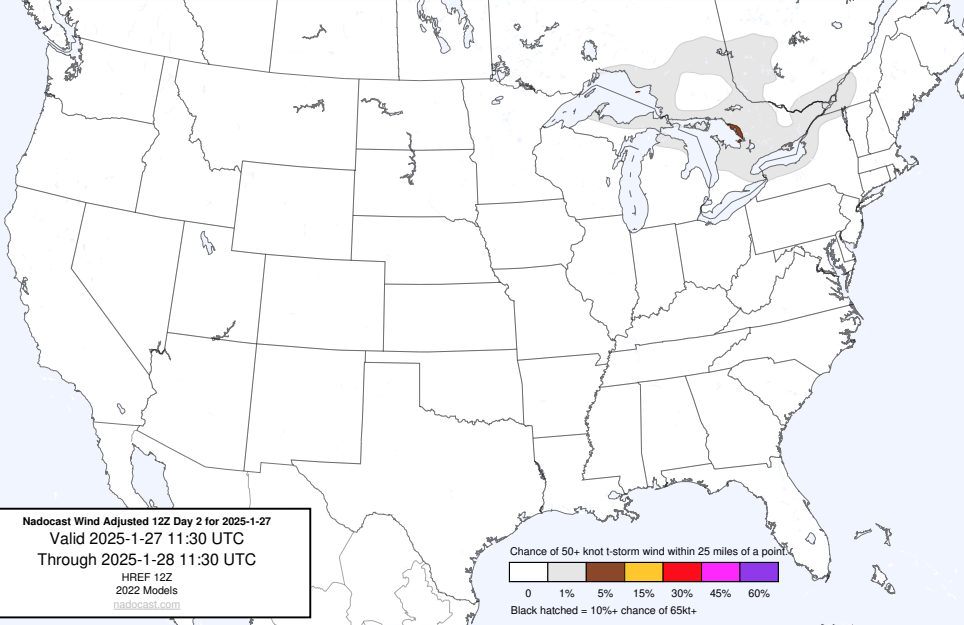 Nadocast Wind Adjusted 12Z Day 2 for 2025-1-27
Valid 2025-1-27 11:30 UTC
Through 2025-1-28 11:30 UTC
HREF 12Z
2022 Models
nadocast.com
Chance of 50+ knot t-storm wind within 25 miles of a point.
0 1% 5% 15% 30% 45% 60%
Black hatched = 10%+ chance of 65kt+